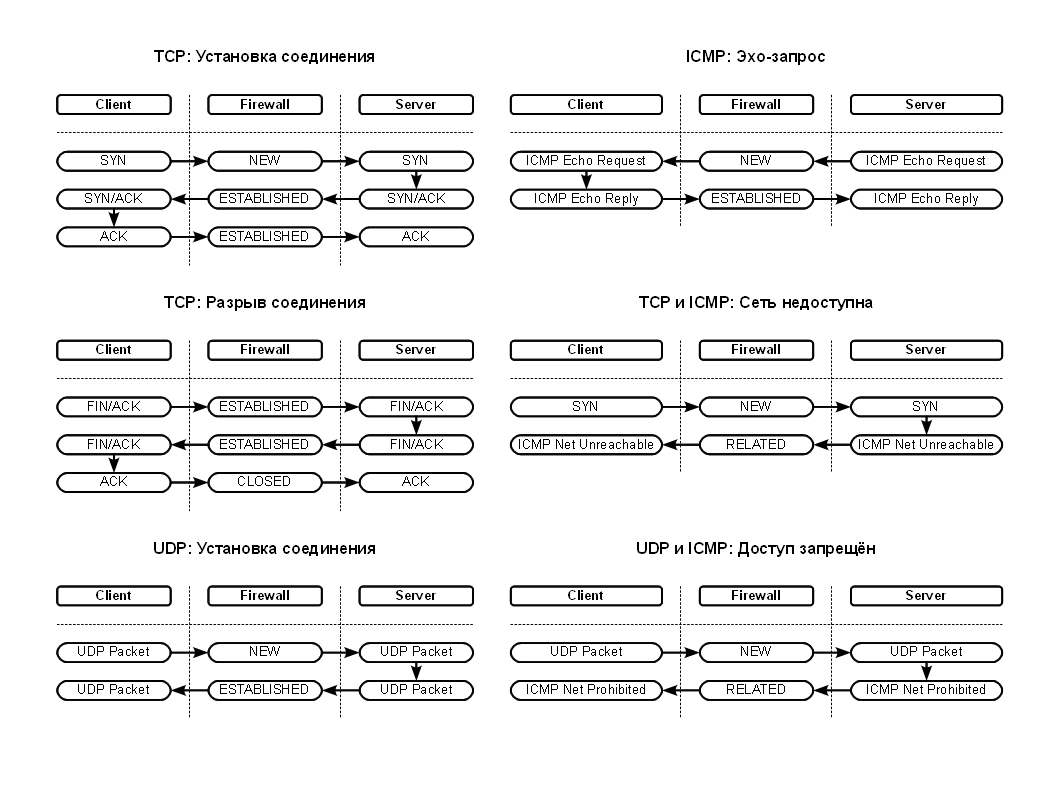 TCP: Установка соединения
Client Firewall Server
SYN NEW SYN
SYN/ACK ESTABLISHED SYN/ACK
ACK ESTABLISHED ACK
ICMP: Эхо-запрос
Client Firewall Server
ICMP Echo Request NEW ICMP Echo Request
ICMP Echo Reply ESTABLISHED ICMP Echo Reply
TCP: Разрыв соединения
Client Firewall Server
FIN/ACK ESTABLISHED FIN/ACK
FIN/ACK ESTABLISHED FIN/ACK
ACK CLOSED ACK
TCP и ICMP: Сеть недоступна
Client Firewall Server
SYN NEW SYN
ICMP Net Unreachable RELATED ICMP Net Unreachable
UDP: Установка соединения
Client Firewall Server
UDP Packet NEW UDP Packet
UDP Packet ESTABLISHED UDP Packet
UDP и ICMP: Доступ запрещён
Client Firewall Server
UDP Packet NEW UDP Packet
ICMP Net Prohibited RELATED ICMP Net Prohibited